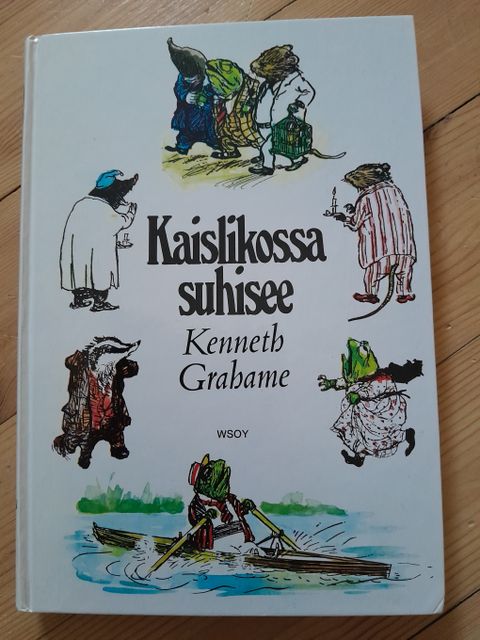 Kaislikossa
suhisee
Kenneth
Grahame
WSOY